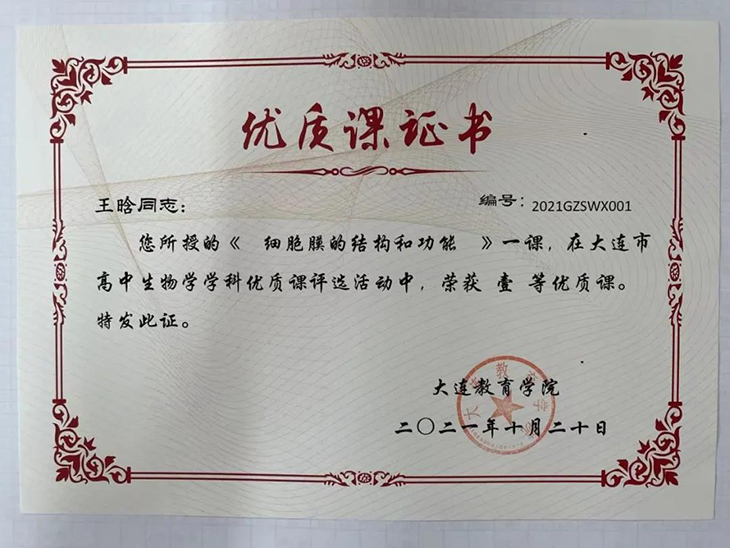 优质课证书
王晗同志：
编号：2021GZSWX001
您所授的《 细胞膜的结构和功能 》一课，在大连市
高中生物学学科优质课评选活动中，荣获 壹 等优质课。
特发此证。
大连教育学院
二〇二一年十月二十日